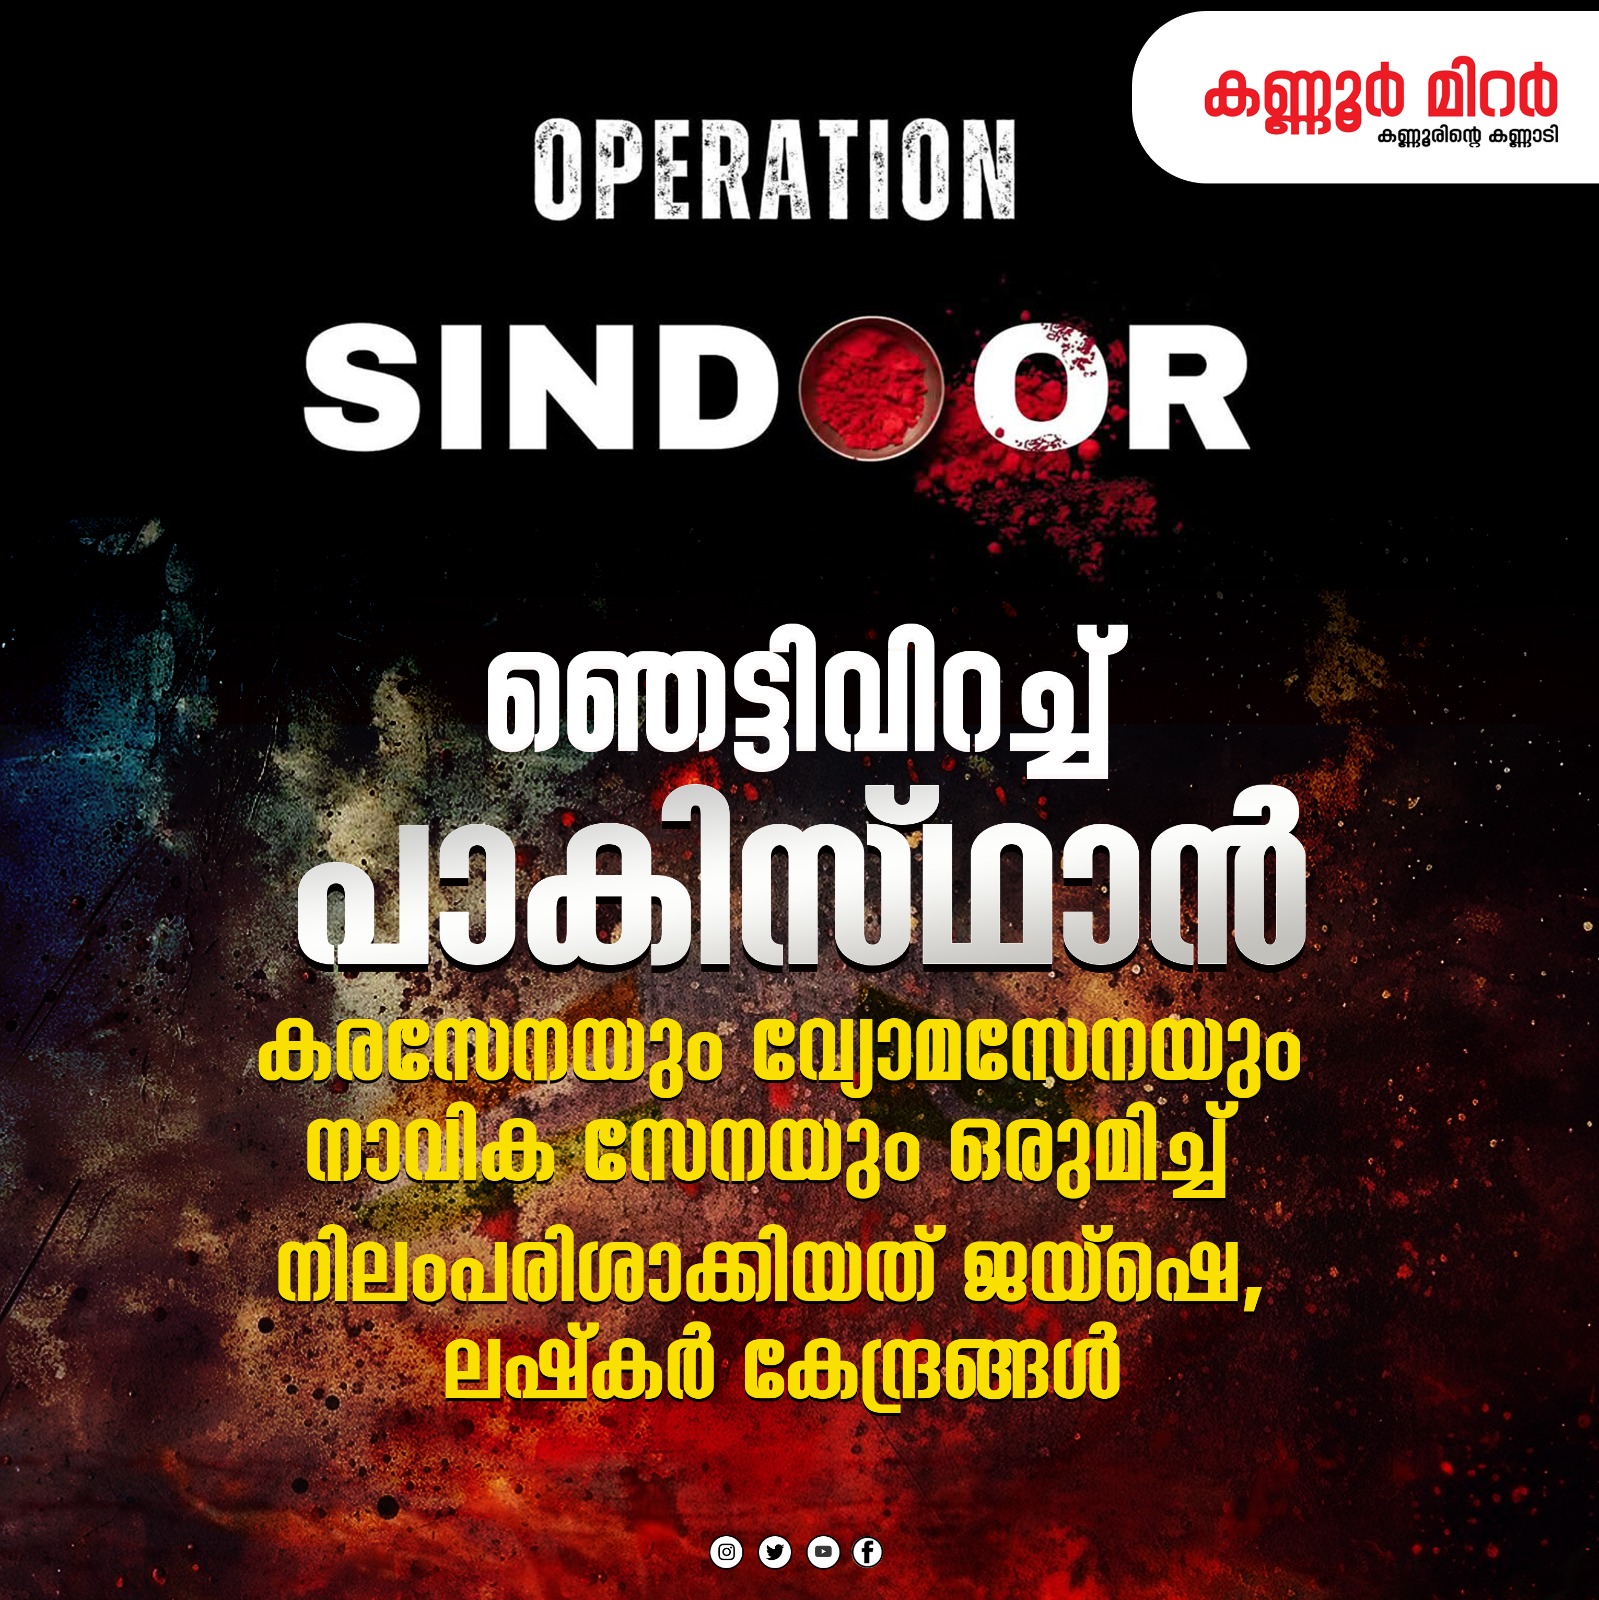 കണ്ണൂർ മിറർ
കണ്ണൂരിന്റെ കണ്ണാടി
OPERATION
SINDOOR
ഞെട്ടിവിറച്ച്
പാകിസ്ഥാൻ
കരസേനയും വ്യോമസേനയും
നാവിക സേനയും ഒരുമിച്ച്
നിലംപരിശാക്കിയത് ജയ്ഷെ,
ലഷ്കർ കേന്ദ്രങ്ങൾ